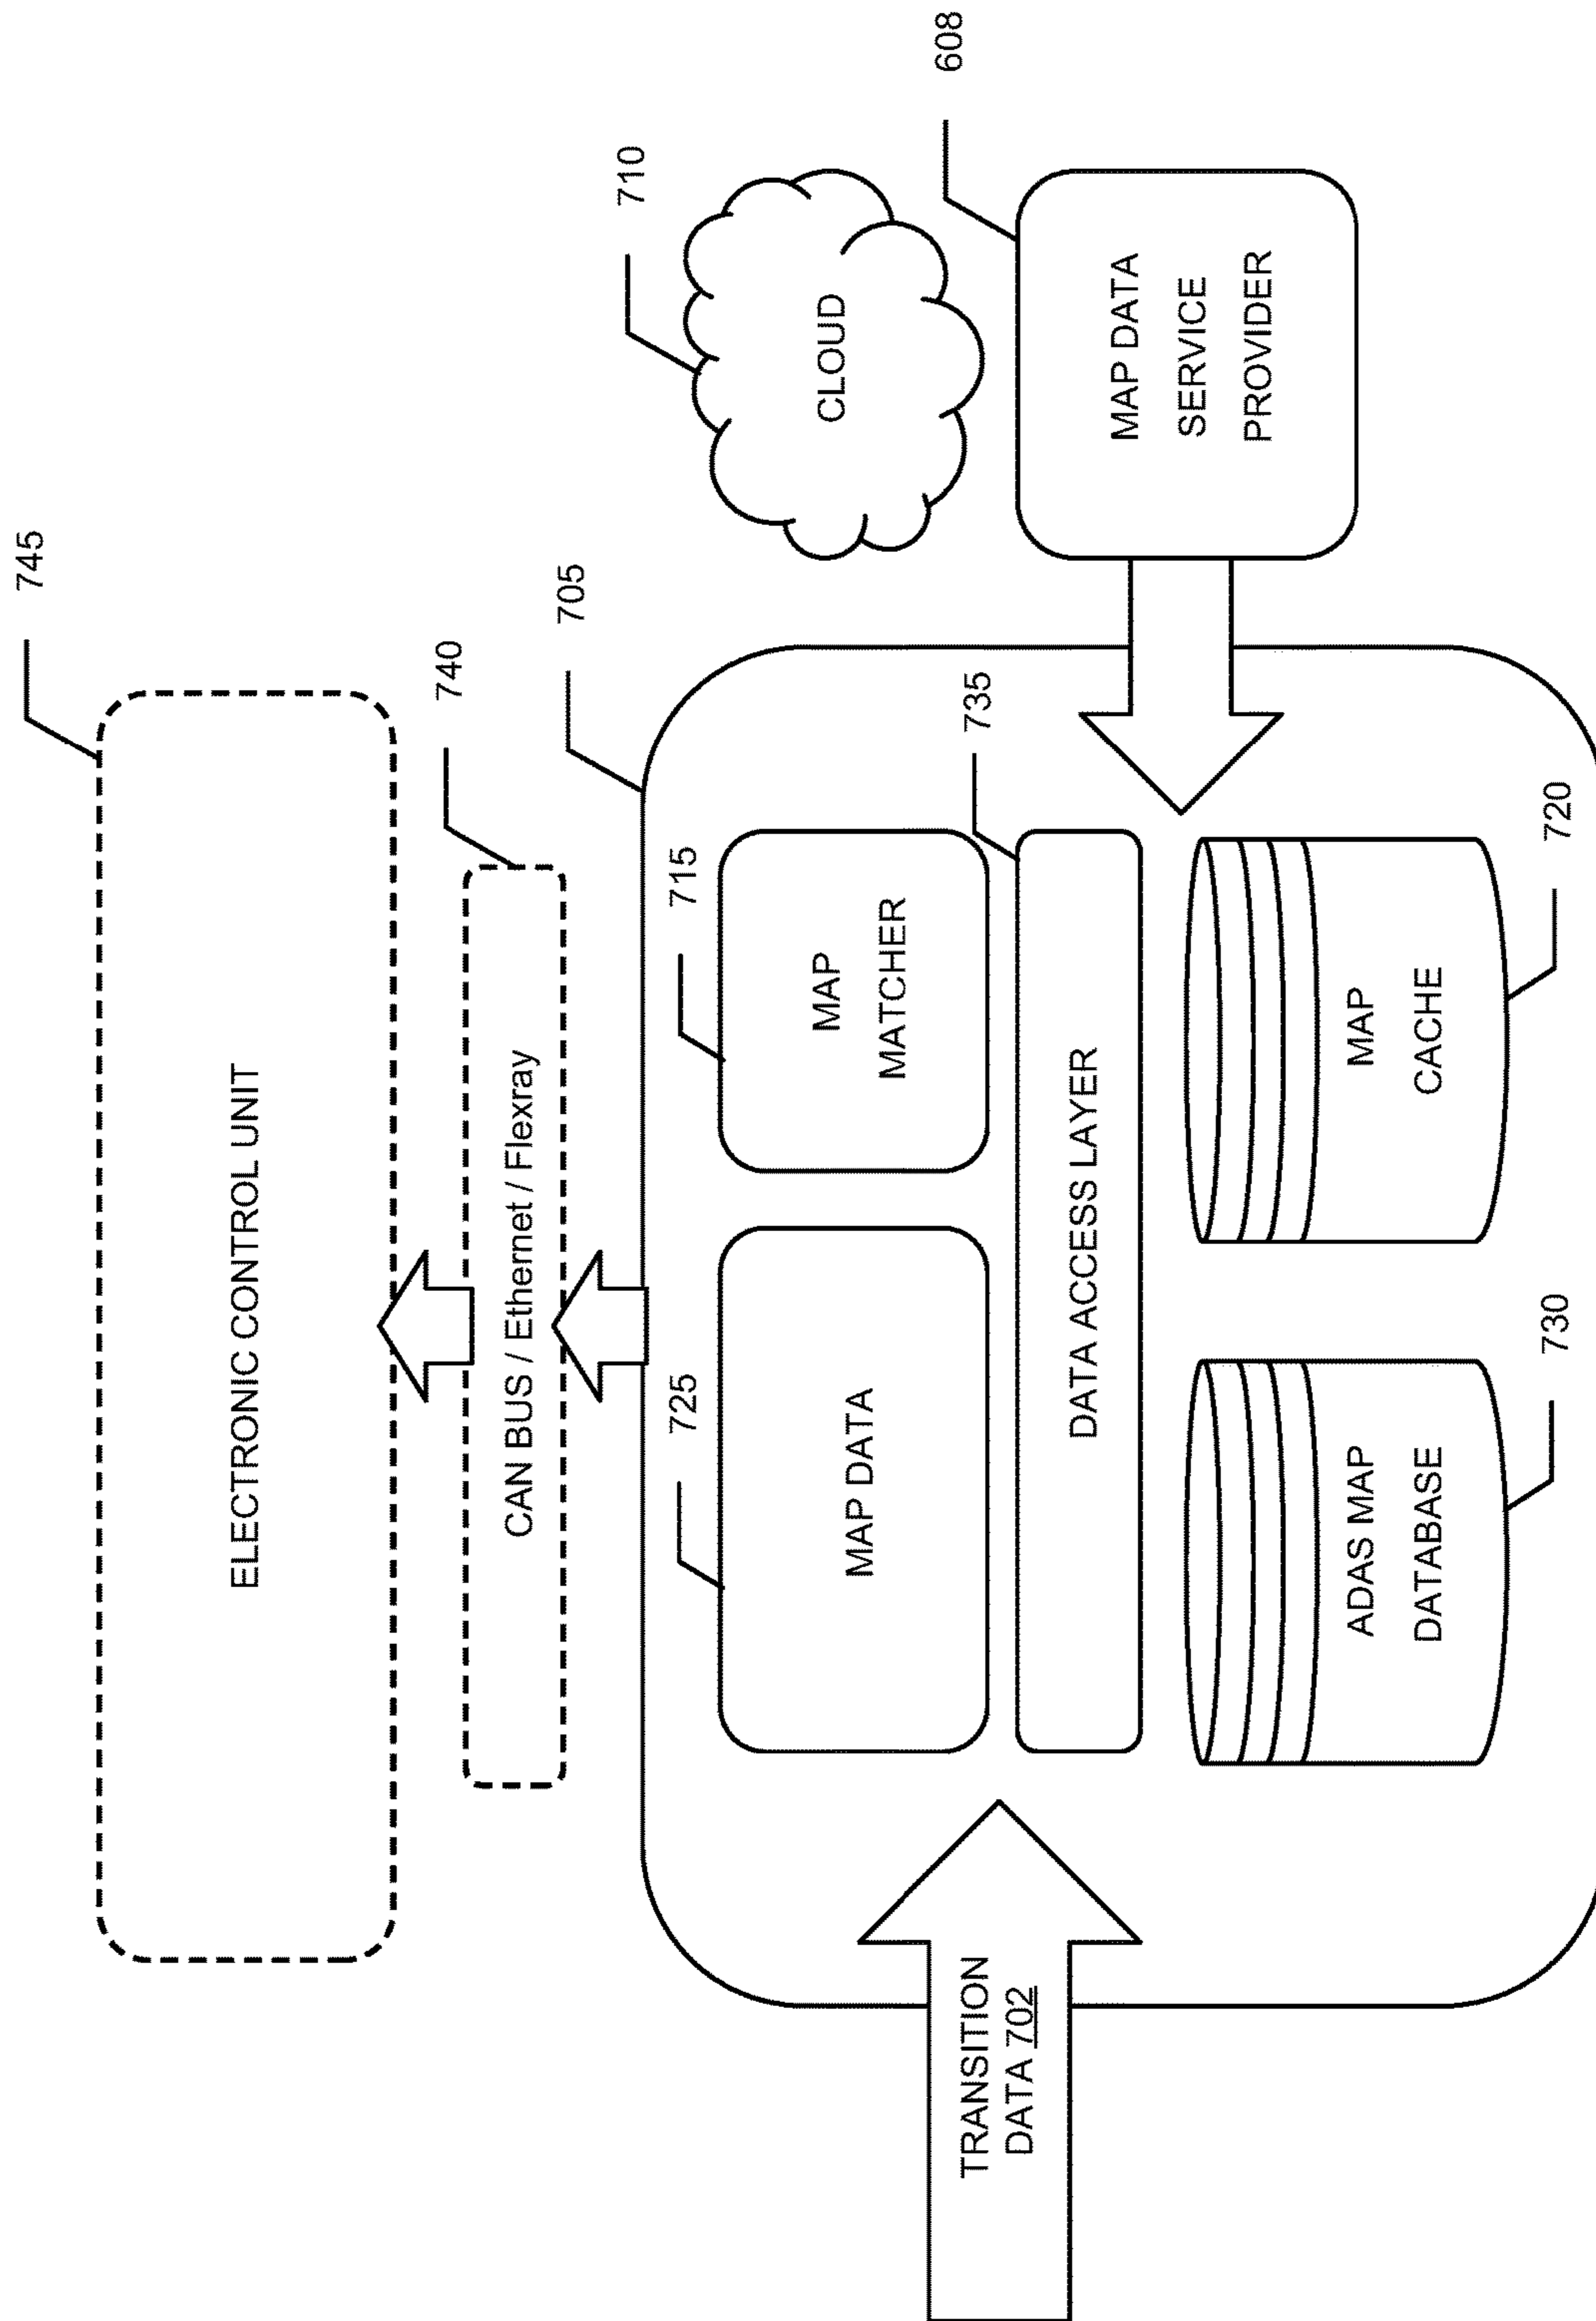 745
ELECTRONIC CONTROL UNIT
740
CAN BUS / Ethernet / Flexray
705
710
CLOUD
608
MAP DATA
SERVICE
PROVIDER
725
MAP DATA
715
MAP
MATCHER
735
DATA ACCESS LAYER
TRANSITION
DATA 702
ADAS MAP
DATABASE
730
MAP
CACHE
720